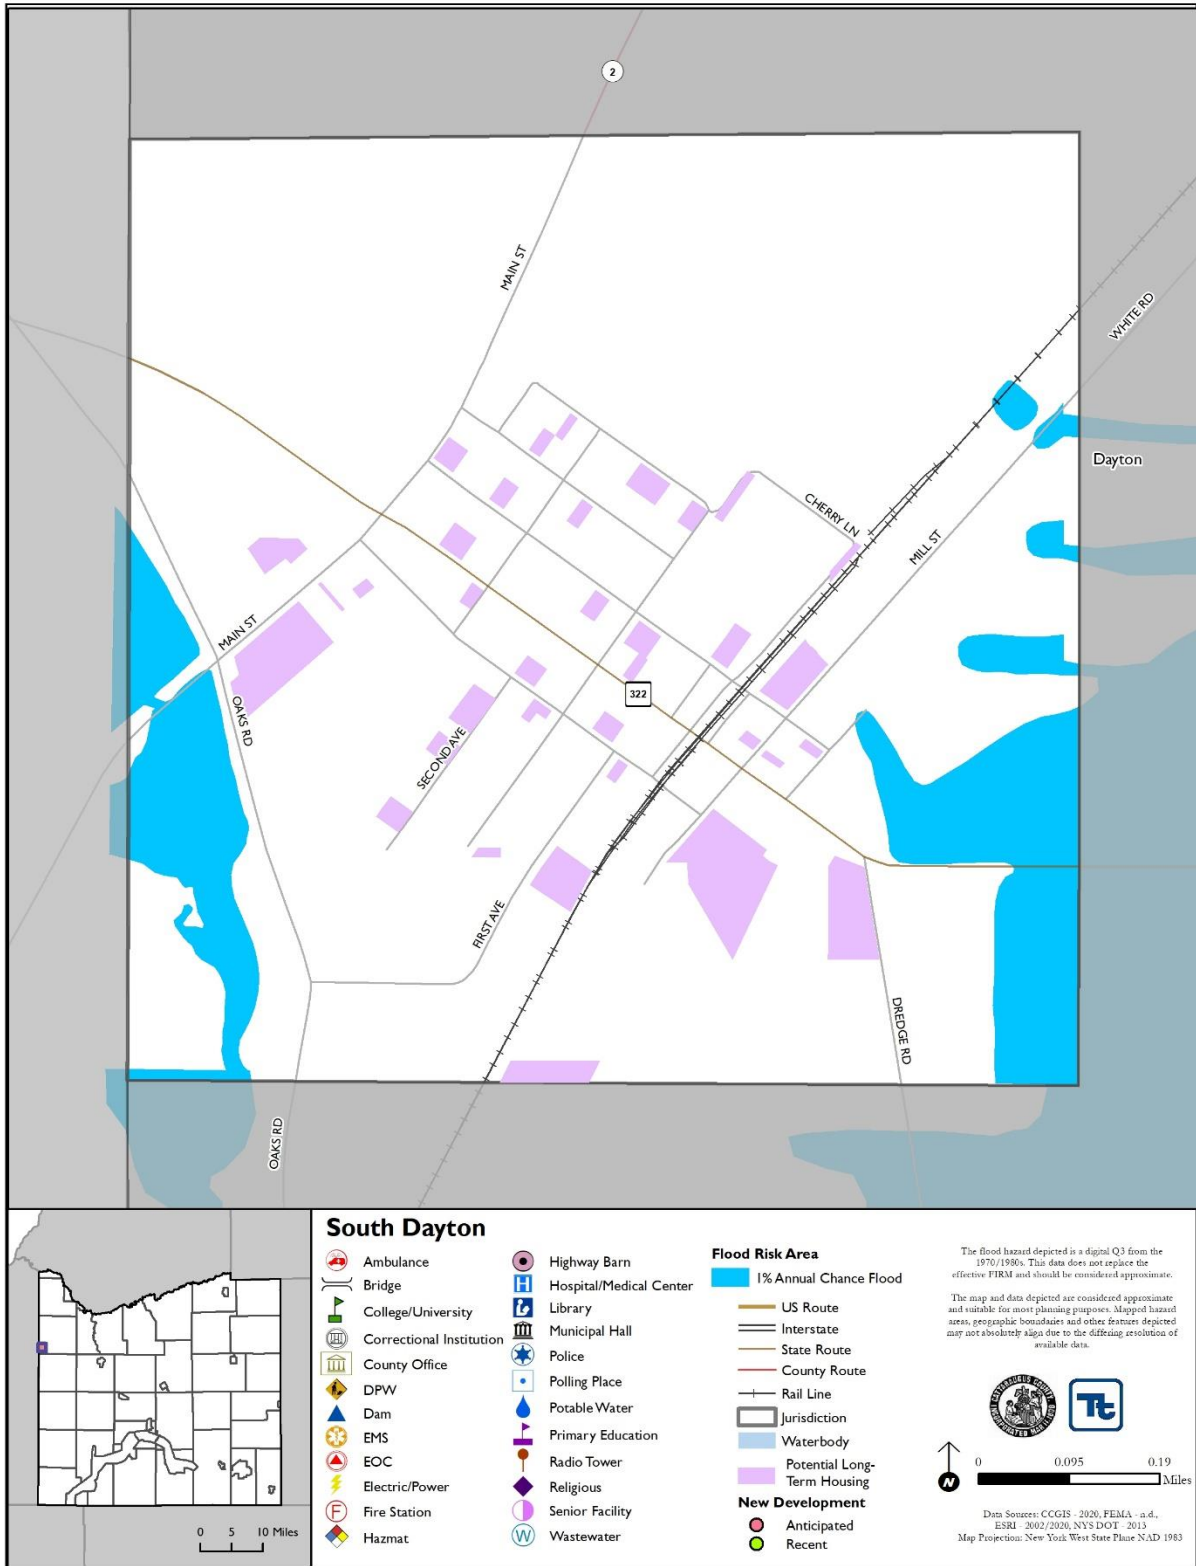 2
MAIN ST
WHITE RD
Dayton
CHERRY LN
MILL ST
MAIN ST
OAKS RD
322
SECOND AVE
FIRST AVE
DREDGE RD
OAKS RD
0 5 10 Miles
South Dayton
Ambulance
Bridge
College/University
Correctional Institution
County Office
DPW
Dam
EMS
EOC
Electric/Power
F Fire Station
Hazmat
Highway Barn
H Hospital/Medical Center
Library
Municipal Hall
Police
Polling Place
Potable Water
Primary Education
Radio Tower
Religious
Senior Facility
W Wastewater
Flood Risk Area
1% Annual Chance Flood
US Route
Interstate
State Route
County Route
Rail Line
Jurisdiction
Waterbody
Potential Long-
Term Housing
New Development
Anticipated
Recent
The flood hazard depicted is a digital Q3 from the
1970/1980s. This data does not replace the
effective FIRM and should be considered approximate.
The map and data depicted are considered approximate
and suitable for most planning purposes. Mapped hazard
areas, geographic boundaries and other features depicted
may not absolutely align due to the differing resolution of
available data.
Tt
N
0 0.095 0.19
Miles
Data Sources: CCGIS - 2020, FEMA - n.d.,
ESRI - 2002/2020, NYS DOT - 2013
Map Projection: New York West State Plane NAD 1983